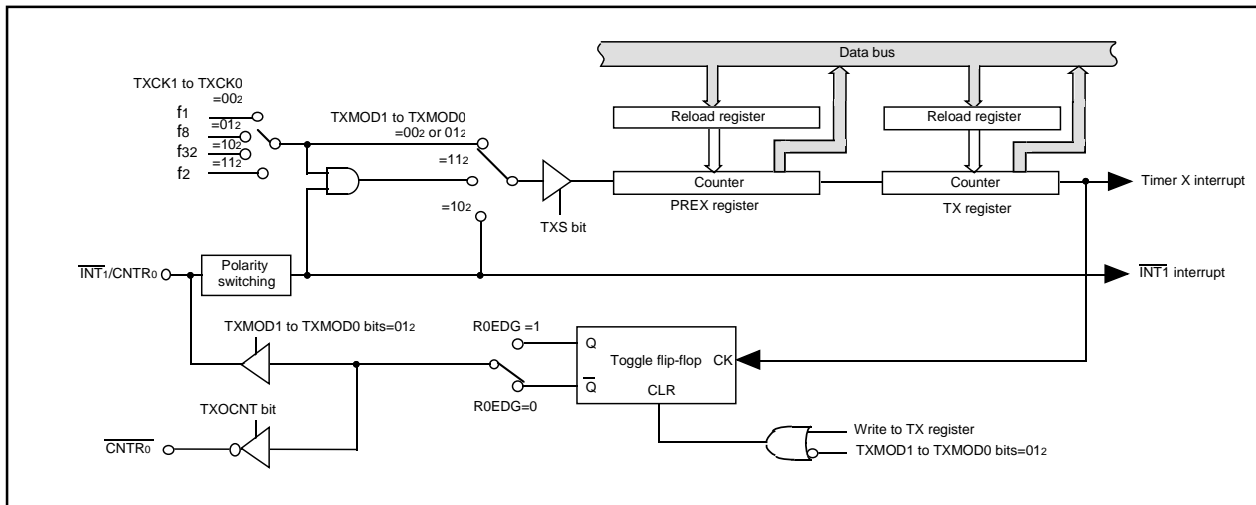 Data bus
TXCK1 to TXCK0
=002
f1
=012
f8
=102
f32
=112
f2
TXMOD1 to TXMOD0
=002 or 012
=112
=102
TXS bit
Reload register
Reload register
Counter
PREX register
Counter
TX register
Timer X interrupt
INT1/CNTR0
Polarity
switching
INT1 interrupt
TXMOD1 to TXMOD0 bits=012
R0EDG =1
Q
Toggle flip-flop
CK
Q
CLR
R0EDG=0
TXOCNT bit
CNTR0
Write to TX register
TXMOD1 to TXMOD0 bits=012